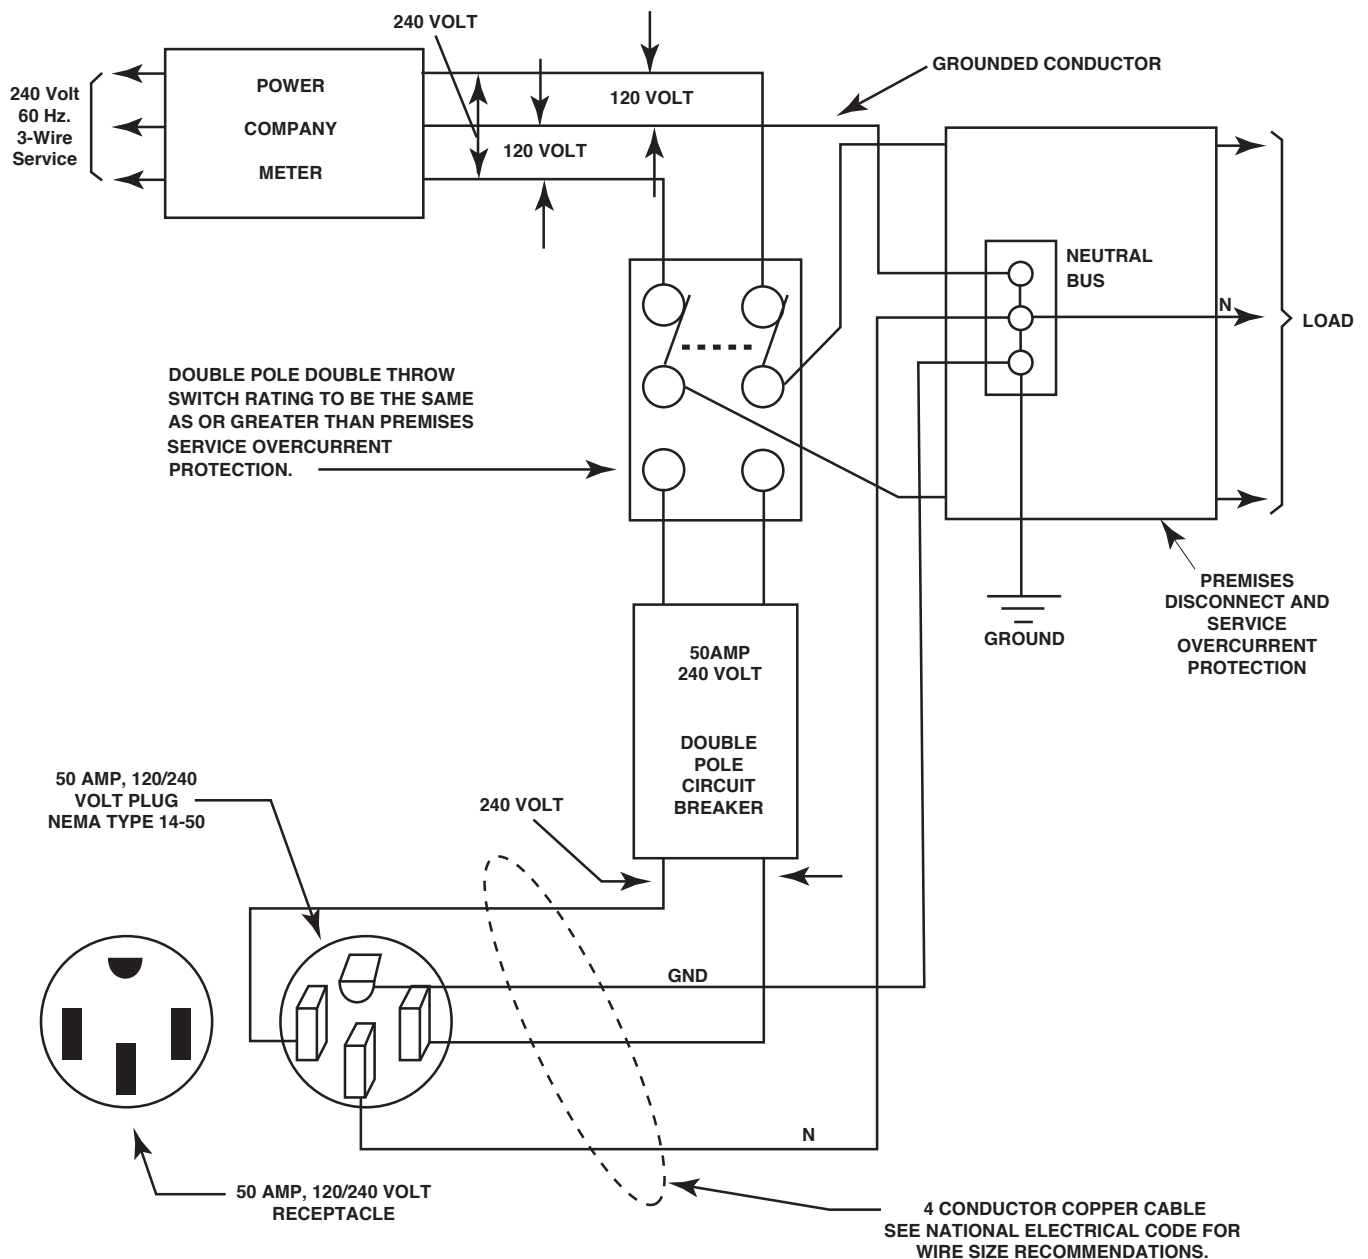 240 VOLT
GROUNDED CONDUCTOR
240 Volt
60 Hz.
3-Wire
Service
POWER
COMPANY
METER
120 VOLT
120 VOLT
NEUTRAL
BUS
N
LOAD
DOUBLE POLE DOUBLE THROW
SWITCH RATING TO BE THE SAME
AS OR GREATER THAN PREMISES
SERVICE OVERCURRENT
PROTECTION.
GROUND
PREMISES
DISCONNECT AND
SERVICE
OVERCURRENT
PROTECTION
50AMP
240 VOLT
DOUBLE
POLE
CIRCUIT
BREAKER
50 AMP, 120/240
VOLT PLUG
NEMA TYPE 14-50
240 VOLT
GND
N
50 AMP, 120/240 VOLT
RECEPTACLE
4 CONDUCTOR COPPER CABLE
SEE NATIONAL ELECTRICAL CODE FOR
WIRE SIZE RECOMMENDATIONS.